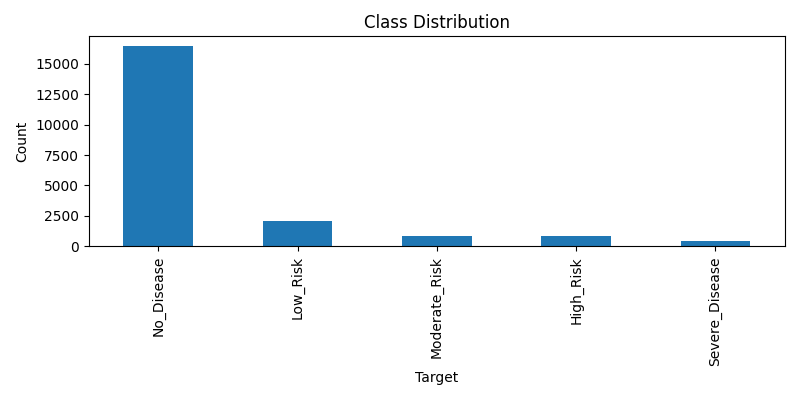 Class Distribution
15000
12500
10000
7500
5000
2500
0
Count
No_Disease
Low_Risk
Moderate_Risk
High_Risk
Severe_Disease
Target